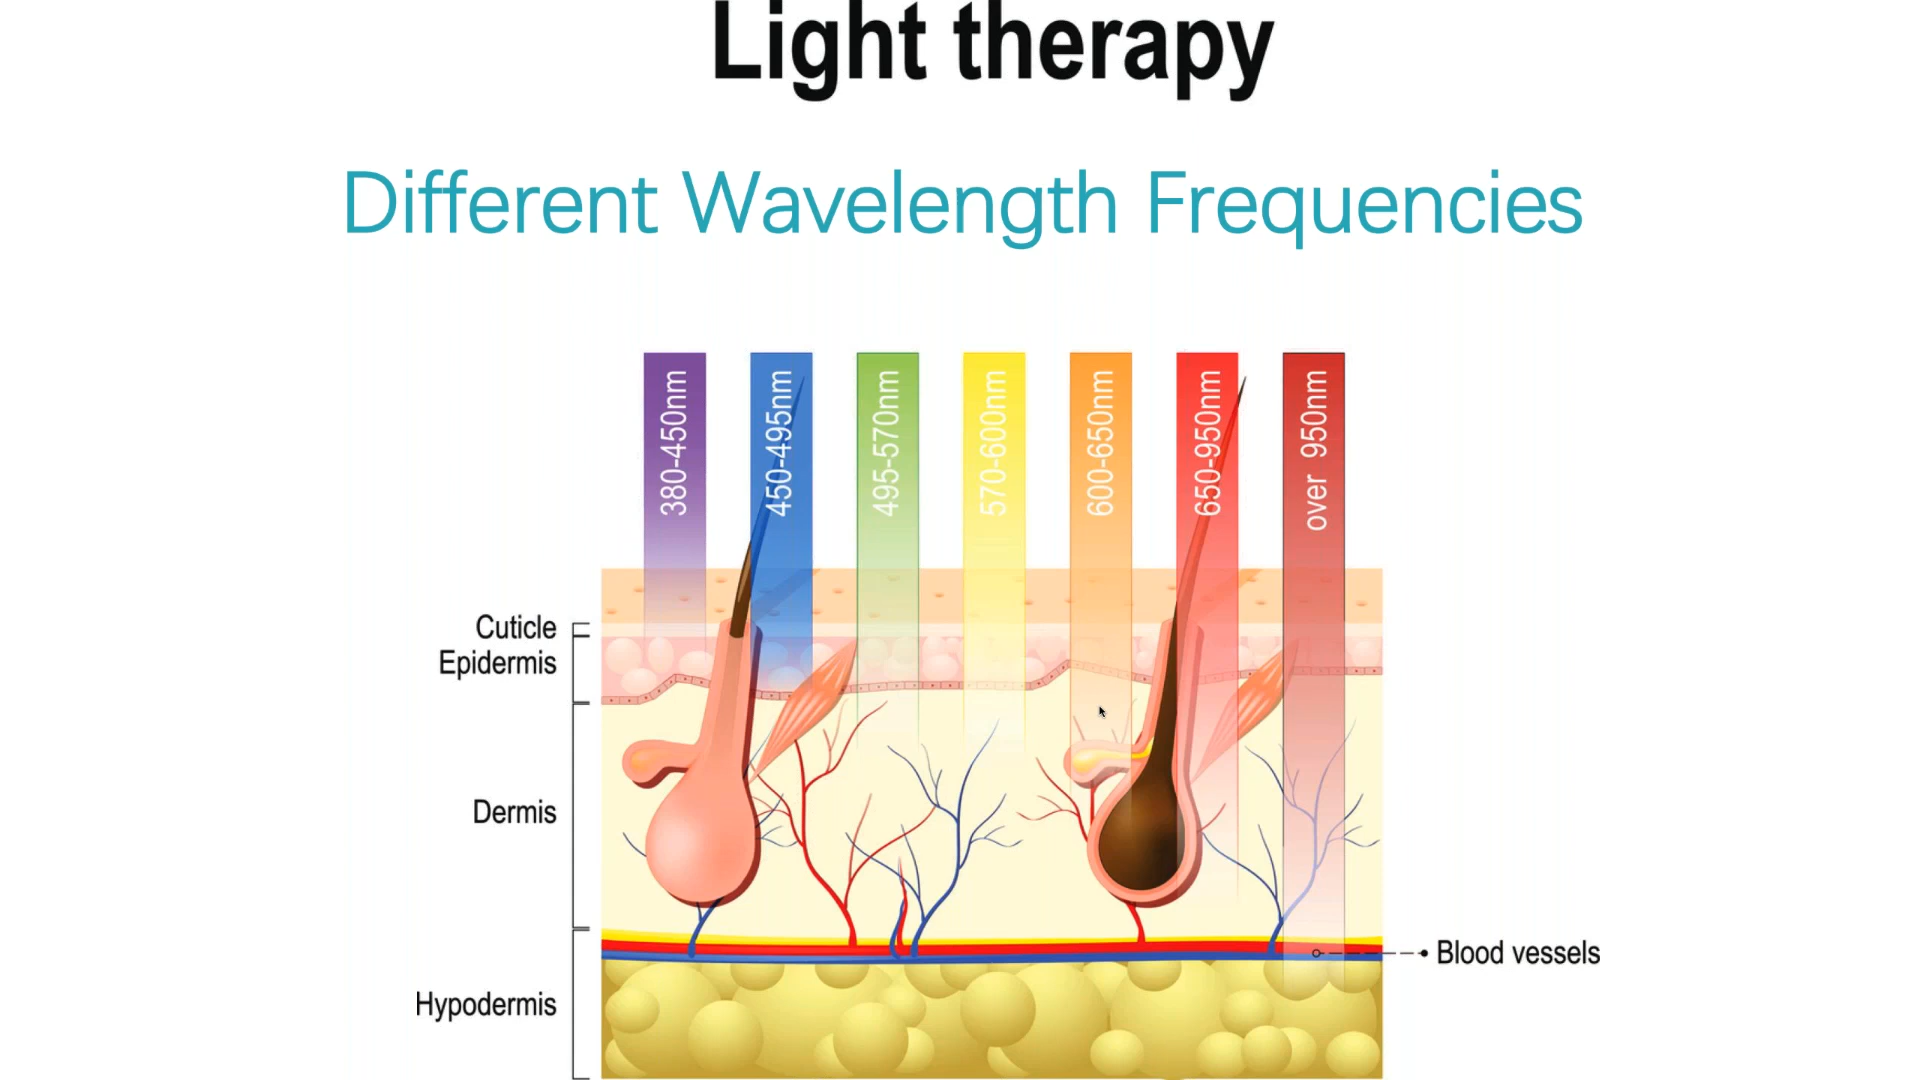 Light therapy
Different Wavelength Frequencies
380-450nm
450-495nm
495-570nm
570-600nm
600-650nm
650-950nm
over 950nm
Cuticle
Epidermis
Dermis
Hypodermis
Blood vessels